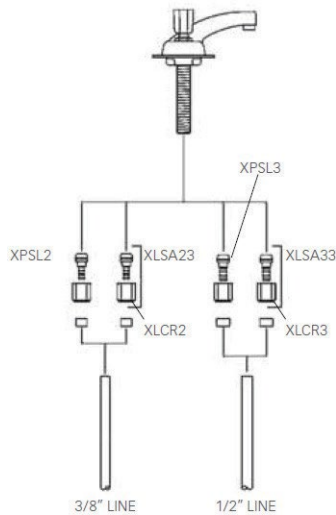 XPSL3
XPSL2
XLSA23
XLSA33
XLCR2
XLCR3
3/8" LINE
1/2" LINE